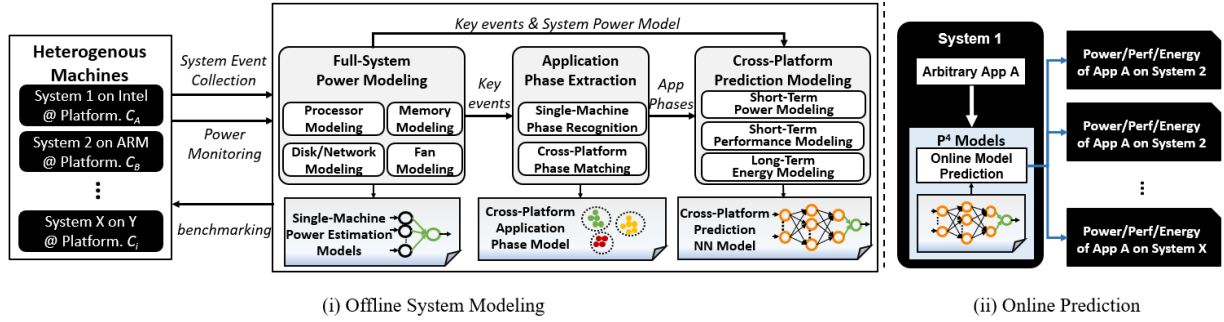 Heterogenous
Machines
System 1 on Intel
@ Platform. C_A
System 2 on ARM
@ Platform. C_B
⋮
System X on Y
@ Platform. C_i
System Event
Collection
Power
Monitoring
benchmarking
Key events & System Power Model
Full-System
Power Modeling
Processor
Modeling
Memory
Modeling
Disk/Network
Modeling
Fan
Modeling
Key
events
Application
Phase Extraction
Single-Machine
Phase Recognition
Cross-Platform
Phase Matching
App
Phases
Cross-Platform
Prediction Modeling
Short-Term
Power Modeling
Short-Term
Performance Modeling
Long-Term
Energy Modeling
Single-Machine
Power Estimation
Models
Cross-Platform
Application
Phase Model
Cross-Platform
Prediction
NN Model
(i) Offline System Modeling
System 1
Arbitrary App A
P⁴ Models
Online Model
Prediction
Power/Perf/Energy
of App A on System 2
Power/Perf/Energy
of App A on System 2
⋮
Power/Perf/Energy
of App A on System X
(ii) Online Prediction